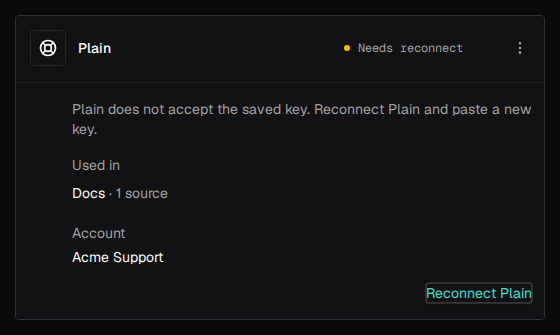 Plain
Needs reconnect
Plain does not accept the saved key. Reconnect Plain and paste a new
key.
Used in
Docs · 1 source
Account
Acme Support
Reconnect Plain